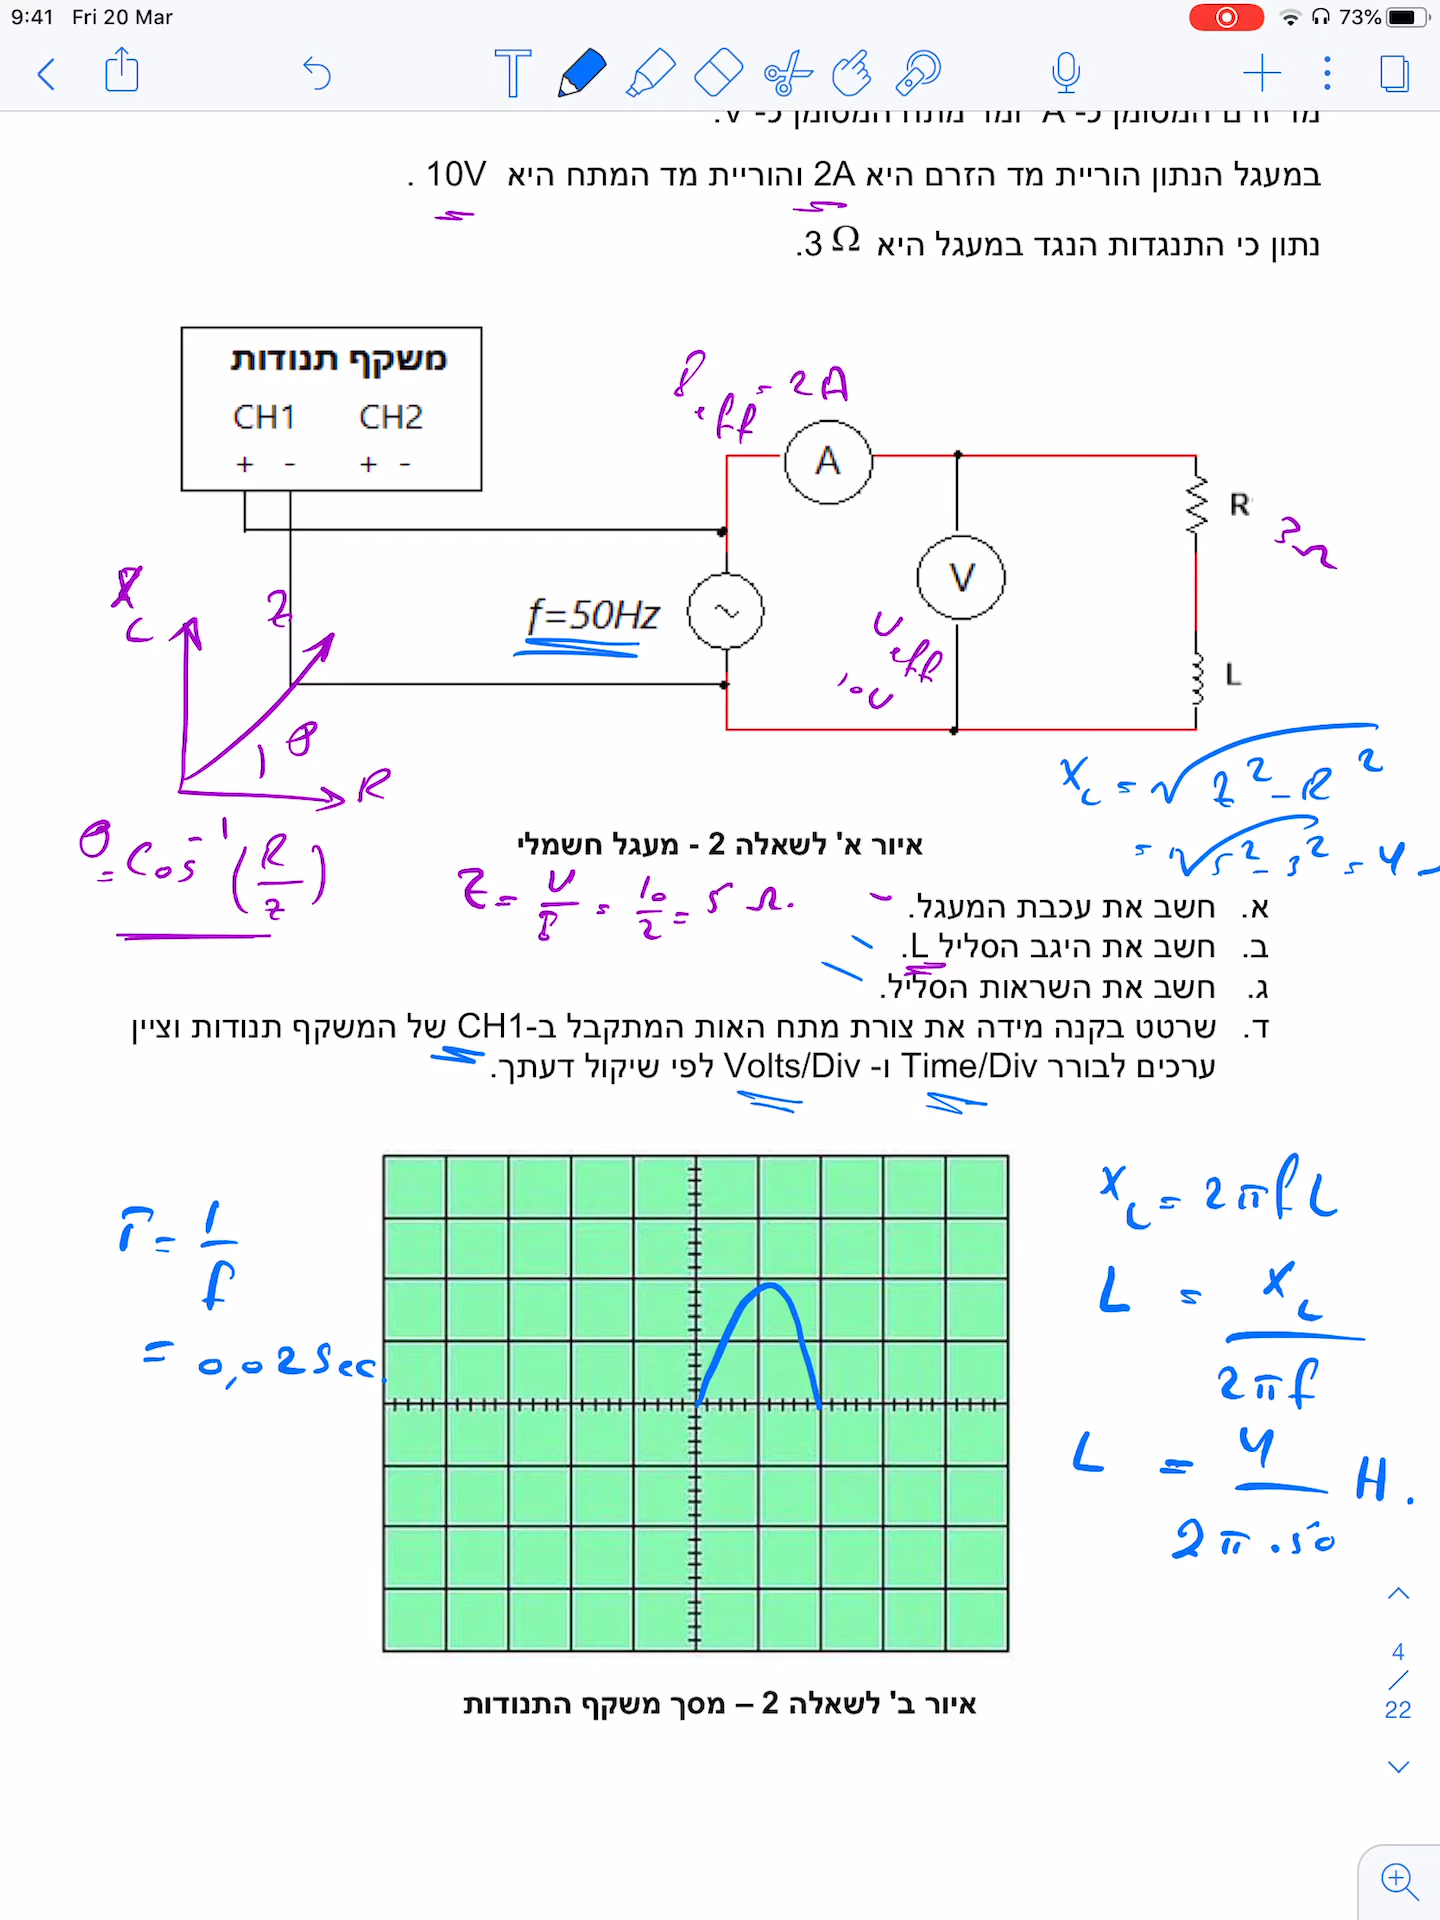 9:41 Fri 20 Mar 73%
במעגל הנתון הוריית מד הזרם היא 2A והוריית מד המתח היא 10V .
נתון כי התנגדות הנגד במעגל היא 3 Ω.
משקף תנודות
CH1 CH2
+ - + -
I eff = 2A
A
R
3Ω
V
f=50Hz
U eff
10V
L
X L
Z
θ
R
θ = cos⁻¹ (R/Z)
X L = √Z² - R²
= √5² - 3² = 4
איור א' לשאלה 2 - מעגל חשמלי
Z = U/I = 10/2 = 5 Ω.
א. חשב את עכבת המעגל.
ב. חשב את היגב הסליל L.
ג. חשב את השראות הסליל.
ד. שרטט בקנה מידה את צורת מתח האות המתקבל ב-CH1 של המשקף תנודות וציין
ערכים לבורר Time/Div ו- Volts/Div לפי שיקול דעתך.
T = 1/f
= 0,02 Sec.
X L = 2πfL
L = X L / 2πf
L = 4 / 2π.50 H.
איור ב' לשאלה 2 – מסך משקף התנודות
4
/
22